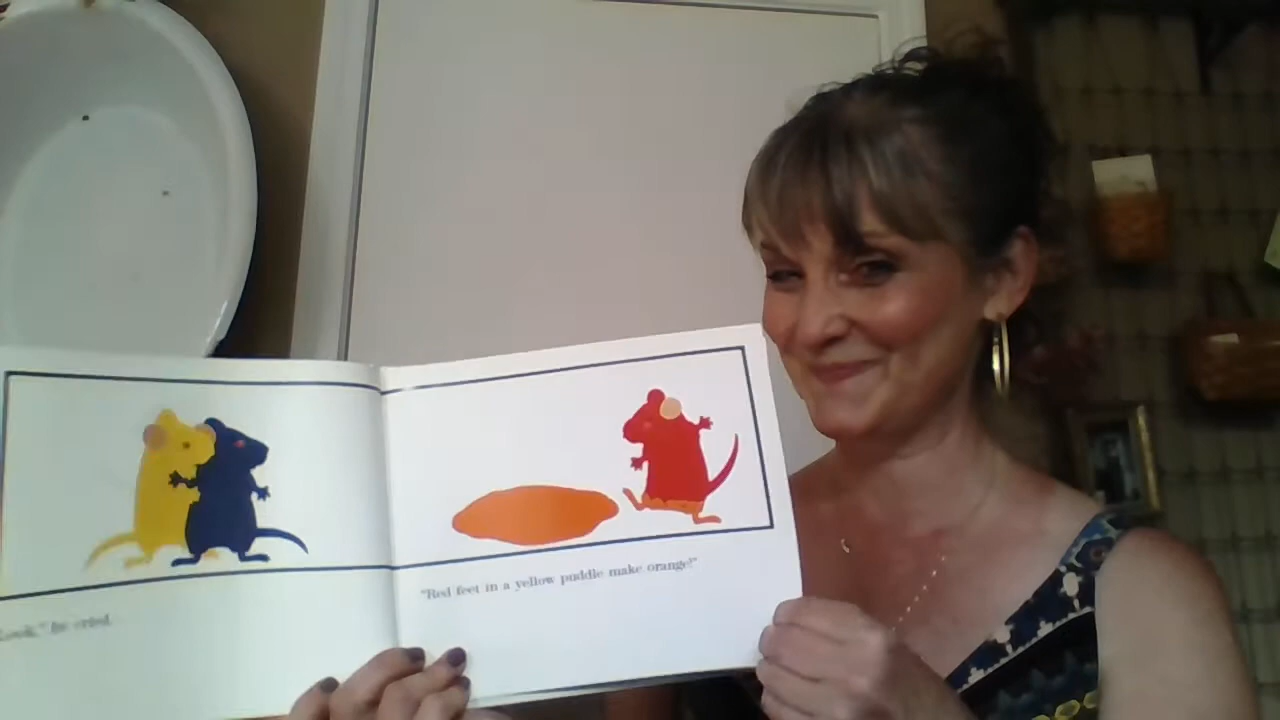 Look," he cried.
"Red feet in a yellow puddle make orange!"